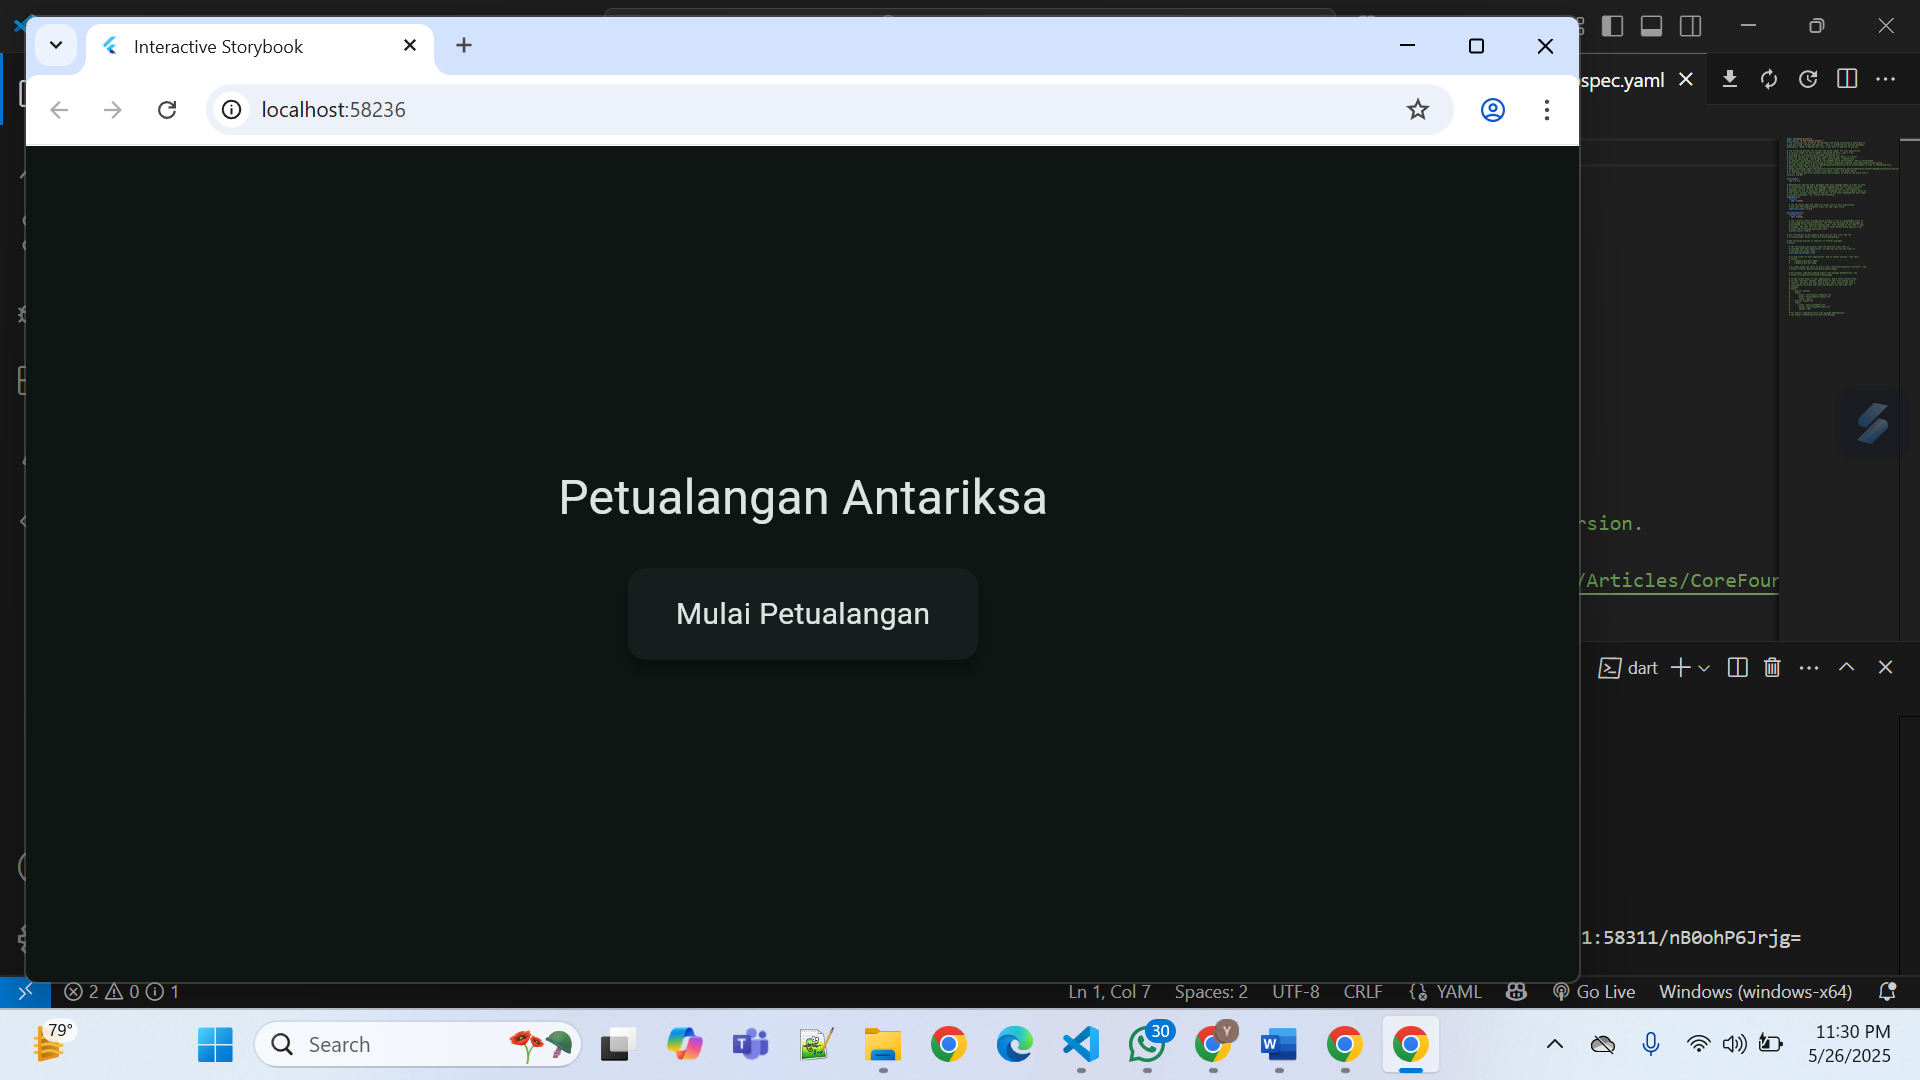 Interactive Storybook
spec.yaml
localhost:58236
Petualangan Antariksa
rsion.
/Articles/CoreFour
Mulai Petualangan
dart
1:58311/nB0ohP6Jrjg=
2 0 1
Ln 1, Col 7 Spaces: 2 UTF-8 CRLF YAML Go Live Windows (windows-x64)
79°
Search
30
Y
11:30 PM
5/26/2025